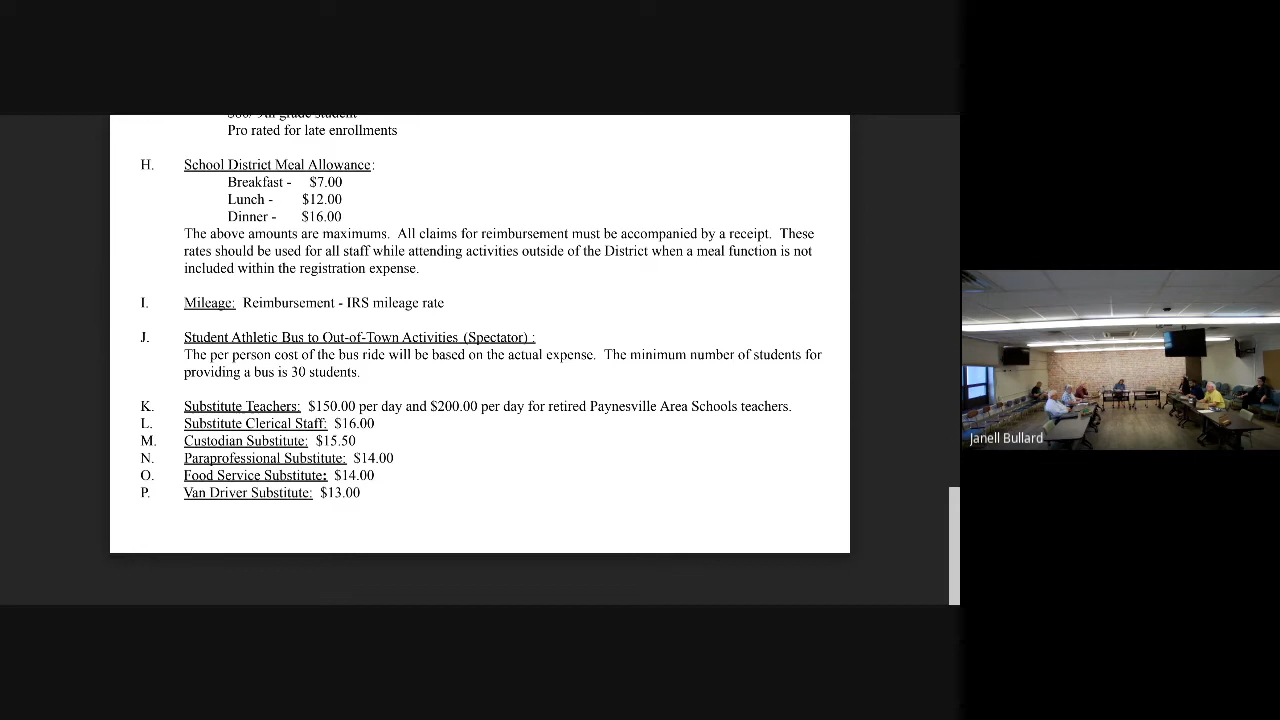 Pro rated for late enrollments
H. School District Meal Allowance:
Breakfast - $7.00
Lunch - $12.00
Dinner - $16.00
The above amounts are maximums. All claims for reimbursement must be accompanied by a receipt. These
rates should be used for all staff while attending activities outside of the District when a meal function is not
included within the registration expense.
I. Mileage: Reimbursement - IRS mileage rate
J. Student Athletic Bus to Out-of-Town Activities (Spectator) :
The per person cost of the bus ride will be based on the actual expense. The minimum number of students for
providing a bus is 30 students.
K. Substitute Teachers: $150.00 per day and $200.00 per day for retired Paynesville Area Schools teachers.
L. Substitute Clerical Staff: $16.00
M. Custodian Substitute: $15.50
N. Paraprofessional Substitute: $14.00
O. Food Service Substitute: $14.00
P. Van Driver Substitute: $13.00
Janell Bullard